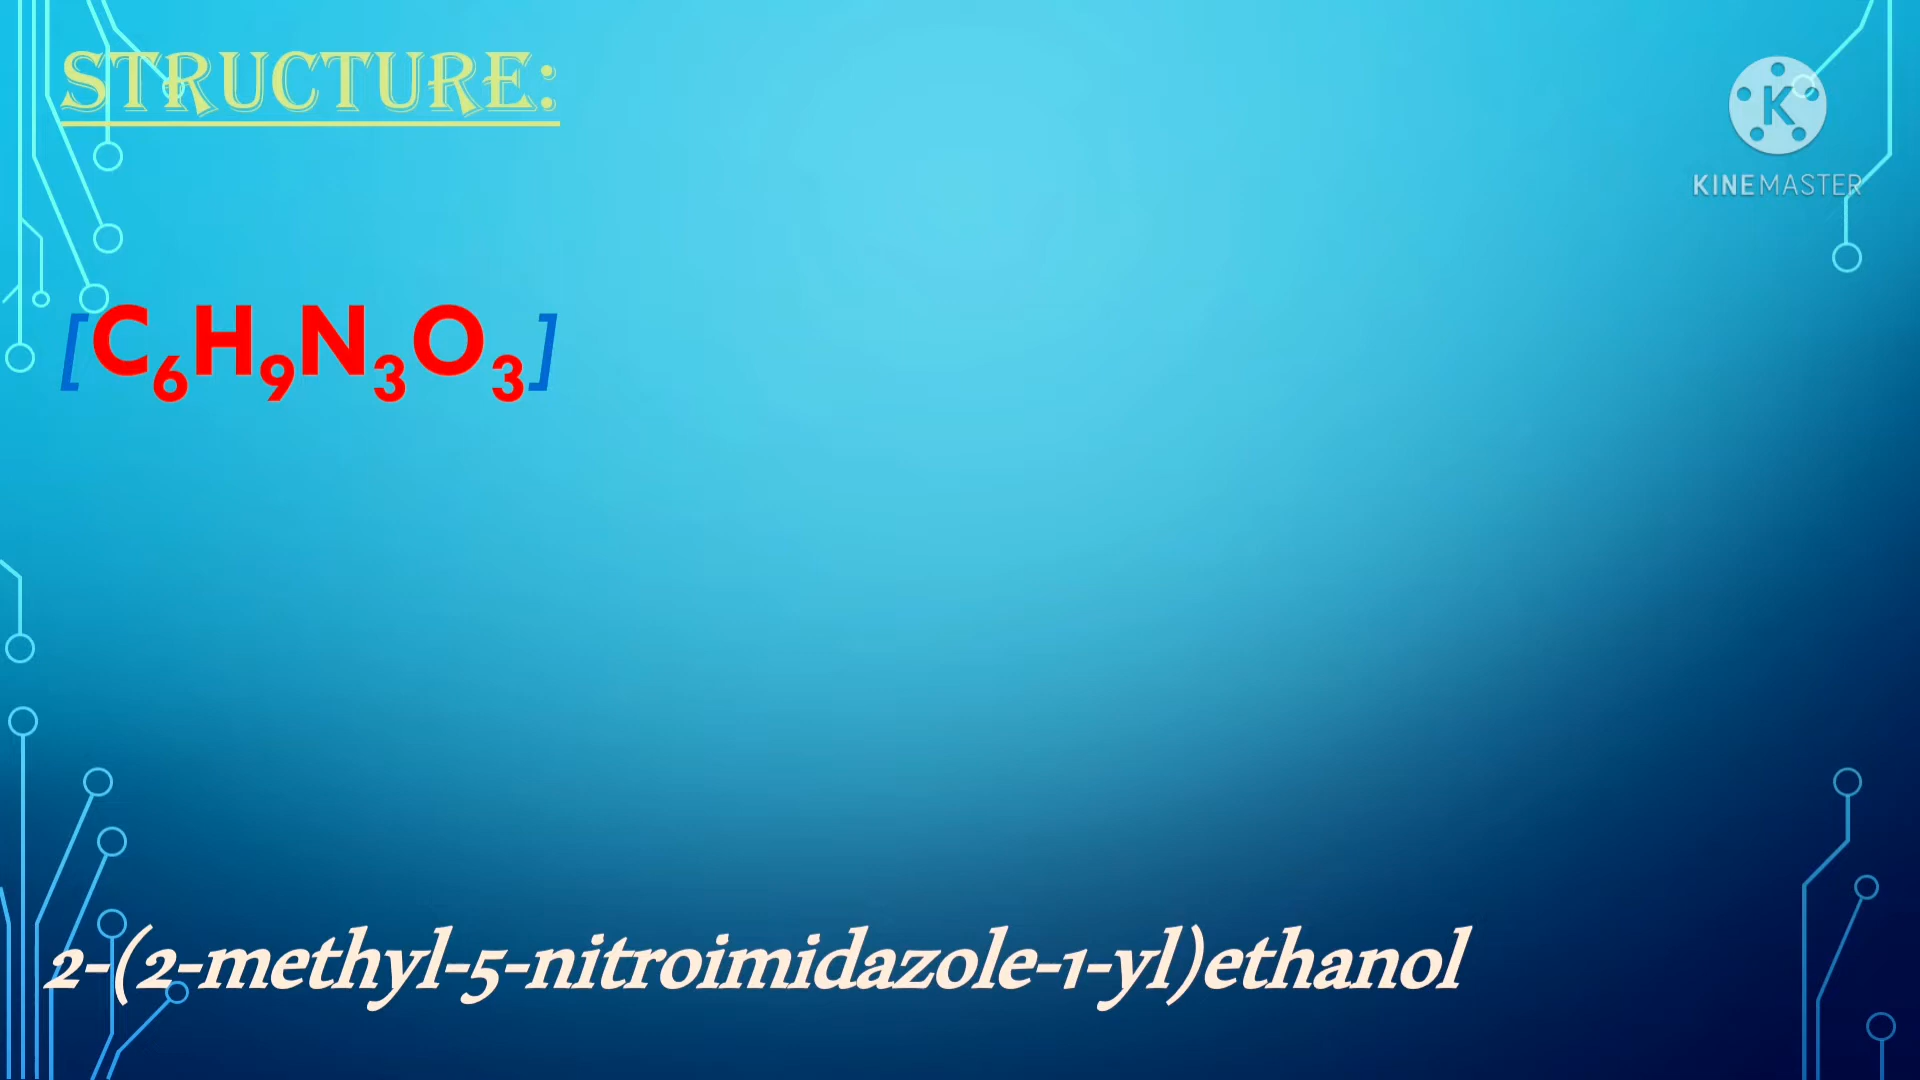 STRUCTURE:
KINEMASTER
[C₆H₉N₃O₃]
2-(2-methyl-5-nitroimidazole-1-yl)ethanol